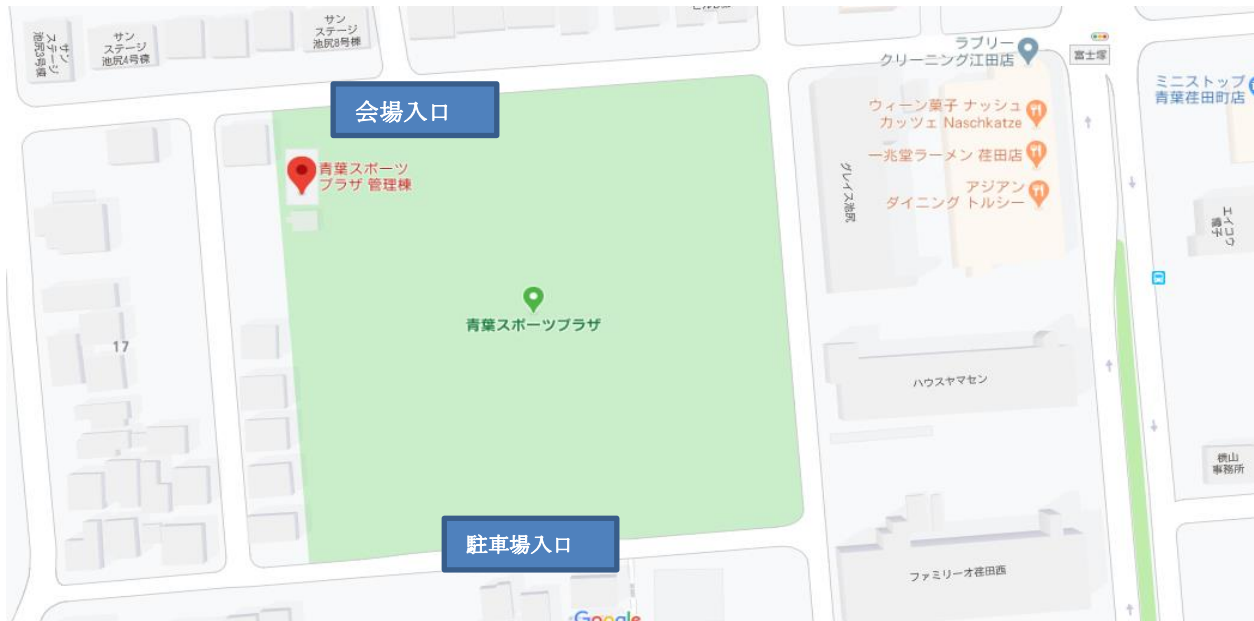 サン
ステージ
池尻3号棟
サン
ステージ
池尻4号棟
サン
ステージ
池尻8号棟
会場入口
ラブリー
クリーニング江田店
富士塚
ミニストップ
青葉荏田町店
ウィーン菓子 ナッシュ
カッツェ Naschkatze
一兆堂ラーメン 荏田店
アジアン
ダイニング トルシー
グレイス池尻
青葉スポーツ
プラザ 管理棟
エイコウ
幌子
青葉スポーツプラザ
17
ハウスヤマセン
横山
事務所
駐車場入口
ファミリーオ荏田西
Google